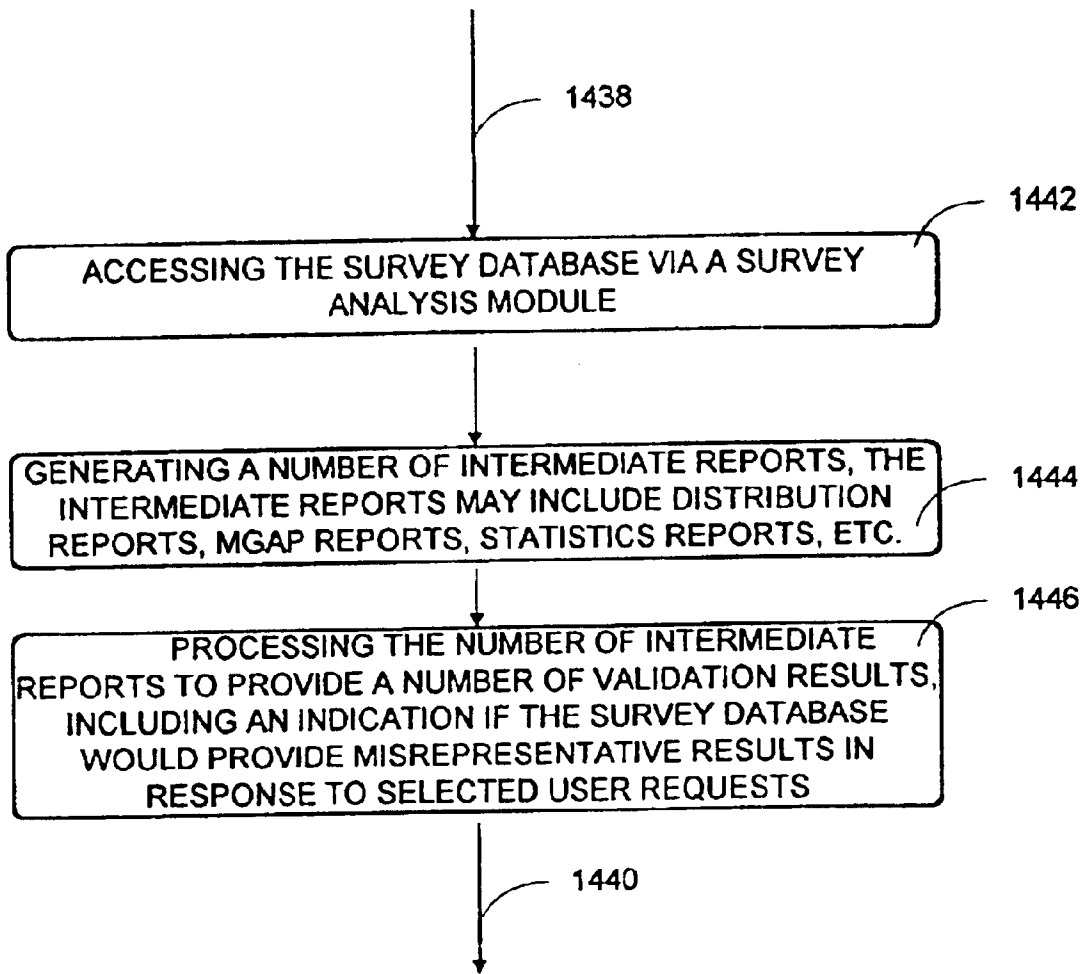 1438
1442
ACCESSING THE SURVEY DATABASE VIA A SURVEY
ANALYSIS MODULE
GENERATING A NUMBER OF INTERMEDIATE REPORTS, THE
INTERMEDIATE REPORTS MAY INCLUDE DISTRIBUTION
REPORTS, MGAP REPORTS, STATISTICS REPORTS, ETC.
1444
1446
PROCESSING THE NUMBER OF INTERMEDIATE
REPORTS TO PROVIDE A NUMBER OF VALIDATION RESULTS,
INCLUDING AN INDICATION IF THE SURVEY DATABASE
WOULD PROVIDE MISREPRESENTATIVE RESULTS IN
RESPONSE TO SELECTED USER REQUESTS
1440